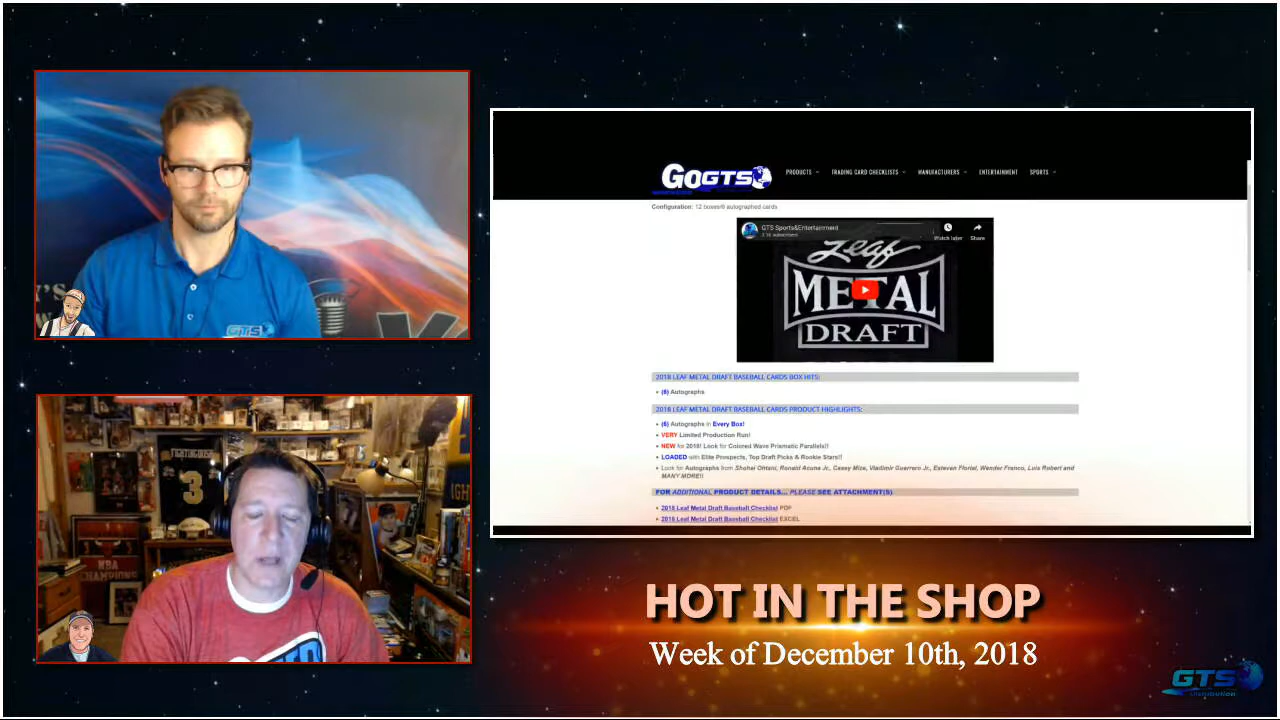 GOGTS
PRODUCTS
TRADING CARD CHECKLISTS
MANUFACTURERS
ENTERTAINMENT
SPORTS
Configuration: 12 boxes/6 autographed cards
GTS Sports&Entertainment
Watch later
Share
Leaf
METAL
DRAFT
2018 LEAF METAL DRAFT BASEBALL CARDS BOX HITS:
(6) Autographs
2018 LEAF METAL DRAFT BASEBALL CARDS PRODUCT HIGHLIGHTS:
(6) Autographs in Every Box!
VERY Limited Production Run!
NEW for 2018! Look for Colored Wave Prismatic Parallels!!
LOADED with Elite Prospects, Top Draft Picks & Rookie Stars!!
Look for Autographs from Shohei Ohtani, Ronald Acuna Jr., Casey Mize, Vladimir Guerrero Jr., Estevan Florial, Wander Franco, Luis Robert and
MANY MORE!!
FOR ADDITIONAL PRODUCT DETAILS... PLEASE SEE ATTACHMENT(S)
2018 Leaf Metal Draft Baseball Checklist PDF
2018 Leaf Metal Draft Baseball Checklist EXCEL
GTS
3
NBA
CHAMPIONS
HOT IN THE SHOP
Week of December 10th, 2018
GTS
Distribution